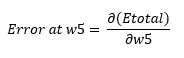 Error at w5 = ∂(Etotal)/∂w5